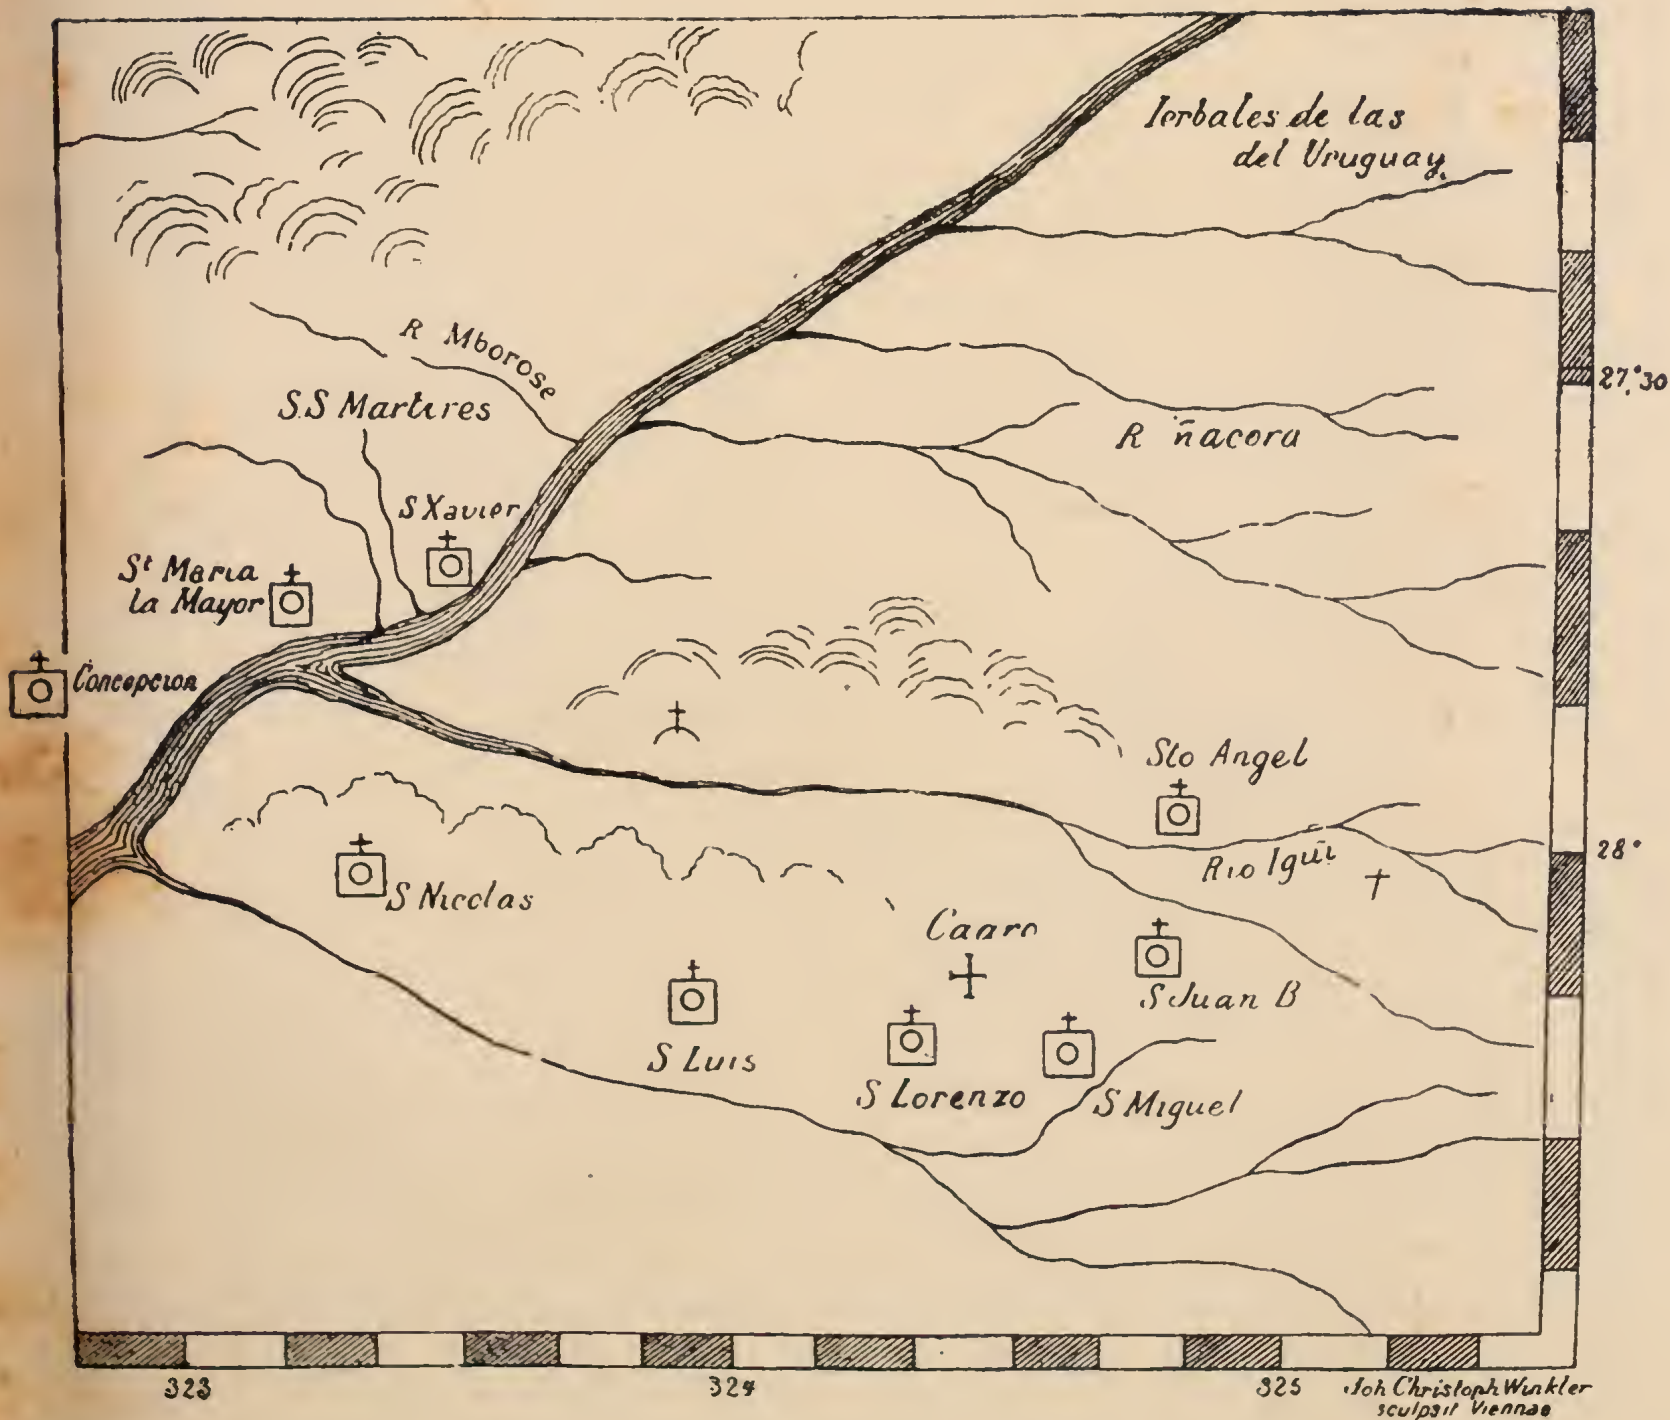 Ierbales de las
del Uruguay
R Mborose
27°30
S.S Martires
R ñacora
S Xavier
St Maria
la Mayor
Concepcion
Sto Angel
28°
Rio Igũi
S Nicolas
Caaro
S Juan B
S Luis
S Lorenzo
S Miguel
323
324
325
Joh Christoph Winkler
sculpsit Viennae